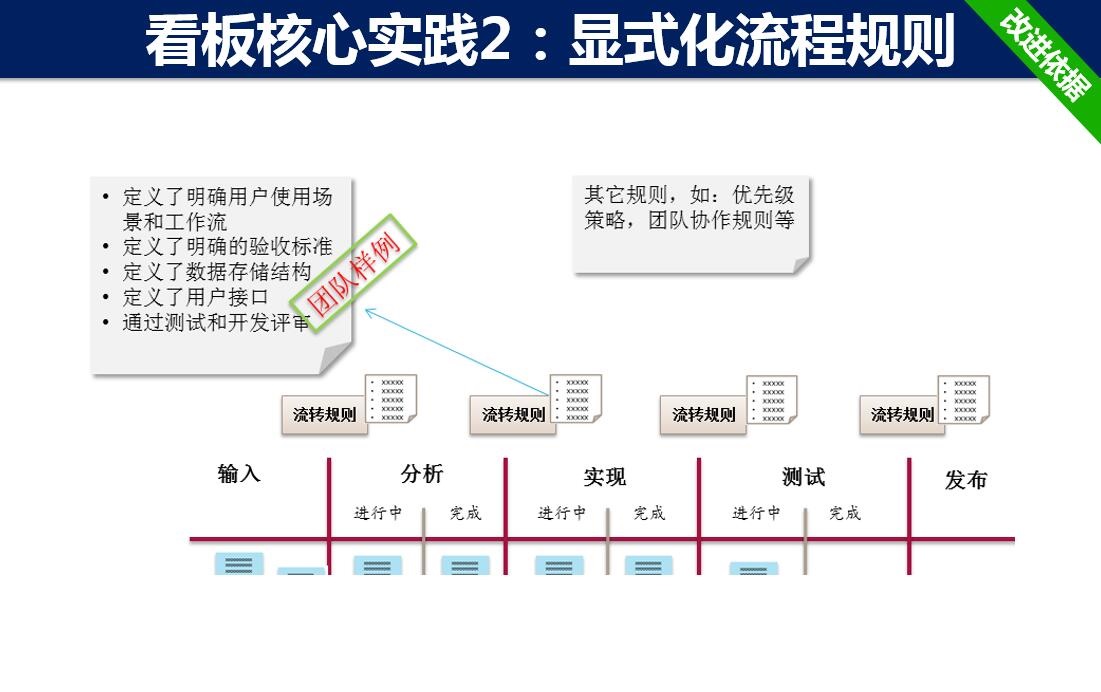 看板核心实践2：显式化流程规则
改进依据
• 定义了明确用户使用场
景和工作流
• 定义了明确的验收标准
• 定义了数据存储结构
• 定义了用户接口
• 通过测试和开发评审
团队样例
其它规则，如：优先级
策略，团队协作规则等
流转规则
• xxxxx
• xxxxx
• xxxxx
• xxxxx
• xxxxx
流转规则
• xxxxx
• xxxxx
• xxxxx
• xxxxx
• xxxxx
流转规则
• xxxxx
• xxxxx
• xxxxx
• xxxxx
• xxxxx
流转规则
• xxxxx
• xxxxx
• xxxxx
• xxxxx
• xxxxx
输入
分析
实现
测试
发布
进行中
完成
进行中
完成
进行中
完成